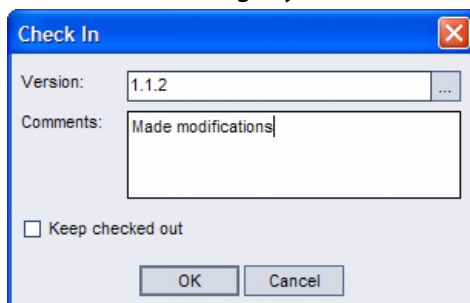 Check In
Version: 1.1.2 ...
Comments: Made modifications
Keep checked out
OK Cancel